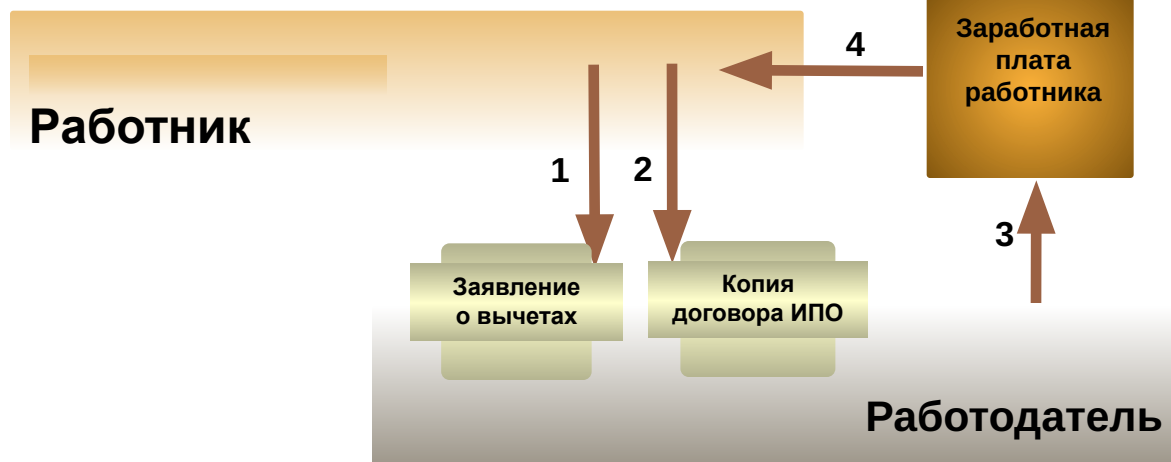 Заработная
плата
работника
4
Работник
1
2
3
Заявление
о вычетах
Копия
договора ИПО
Работодатель